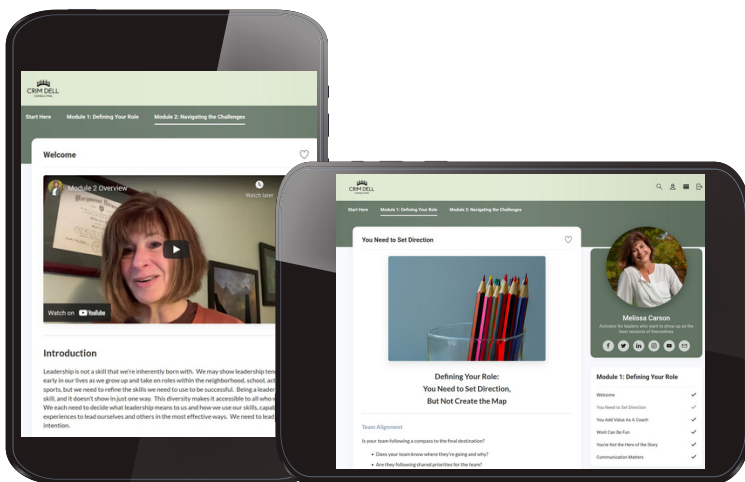 CRIM DELL
CONSULTING
Start Here
Module 1: Defining Your Role
Module 2: Navigating the Challenges
Welcome
Module 2 Overview
Watch later
Watch on YouTube
Introduction
Leadership is not a skill that we're inherently born with. We may show leadership
early in our lives as we grow up and take on roles within the neighborhood, school,
sports, but we need to refine the skills we need to use to be successful. Being a
skill, and it doesn't show in just one way. This diversity makes it accessible to all
We each need to decide what leadership means to us and how we use our skills,
experiences to lead ourselves and others in the most effective ways. We need to
intention.
CRIM DELL
CONSULTING
Start Here
Module 1: Defining Your Role
Module 2: Navigating the Challenges
You Need to Set Direction
Defining Your Role:
You Need to Set Direction,
But Not Create the Map
Team Alignment
Is your team following a compass to the final destination?
• Does your team know where they're going and why?
• Are they following shared priorities for the team?
Melissa Carson
Activator for leaders who want to show up as the
best versions of themselves
Module 1: Defining Your Role
Welcome
You Need to Set Direction
You Add Value As A Coach
Work Can Be Fun
You're Not the Hero of the Story
Communication Matters